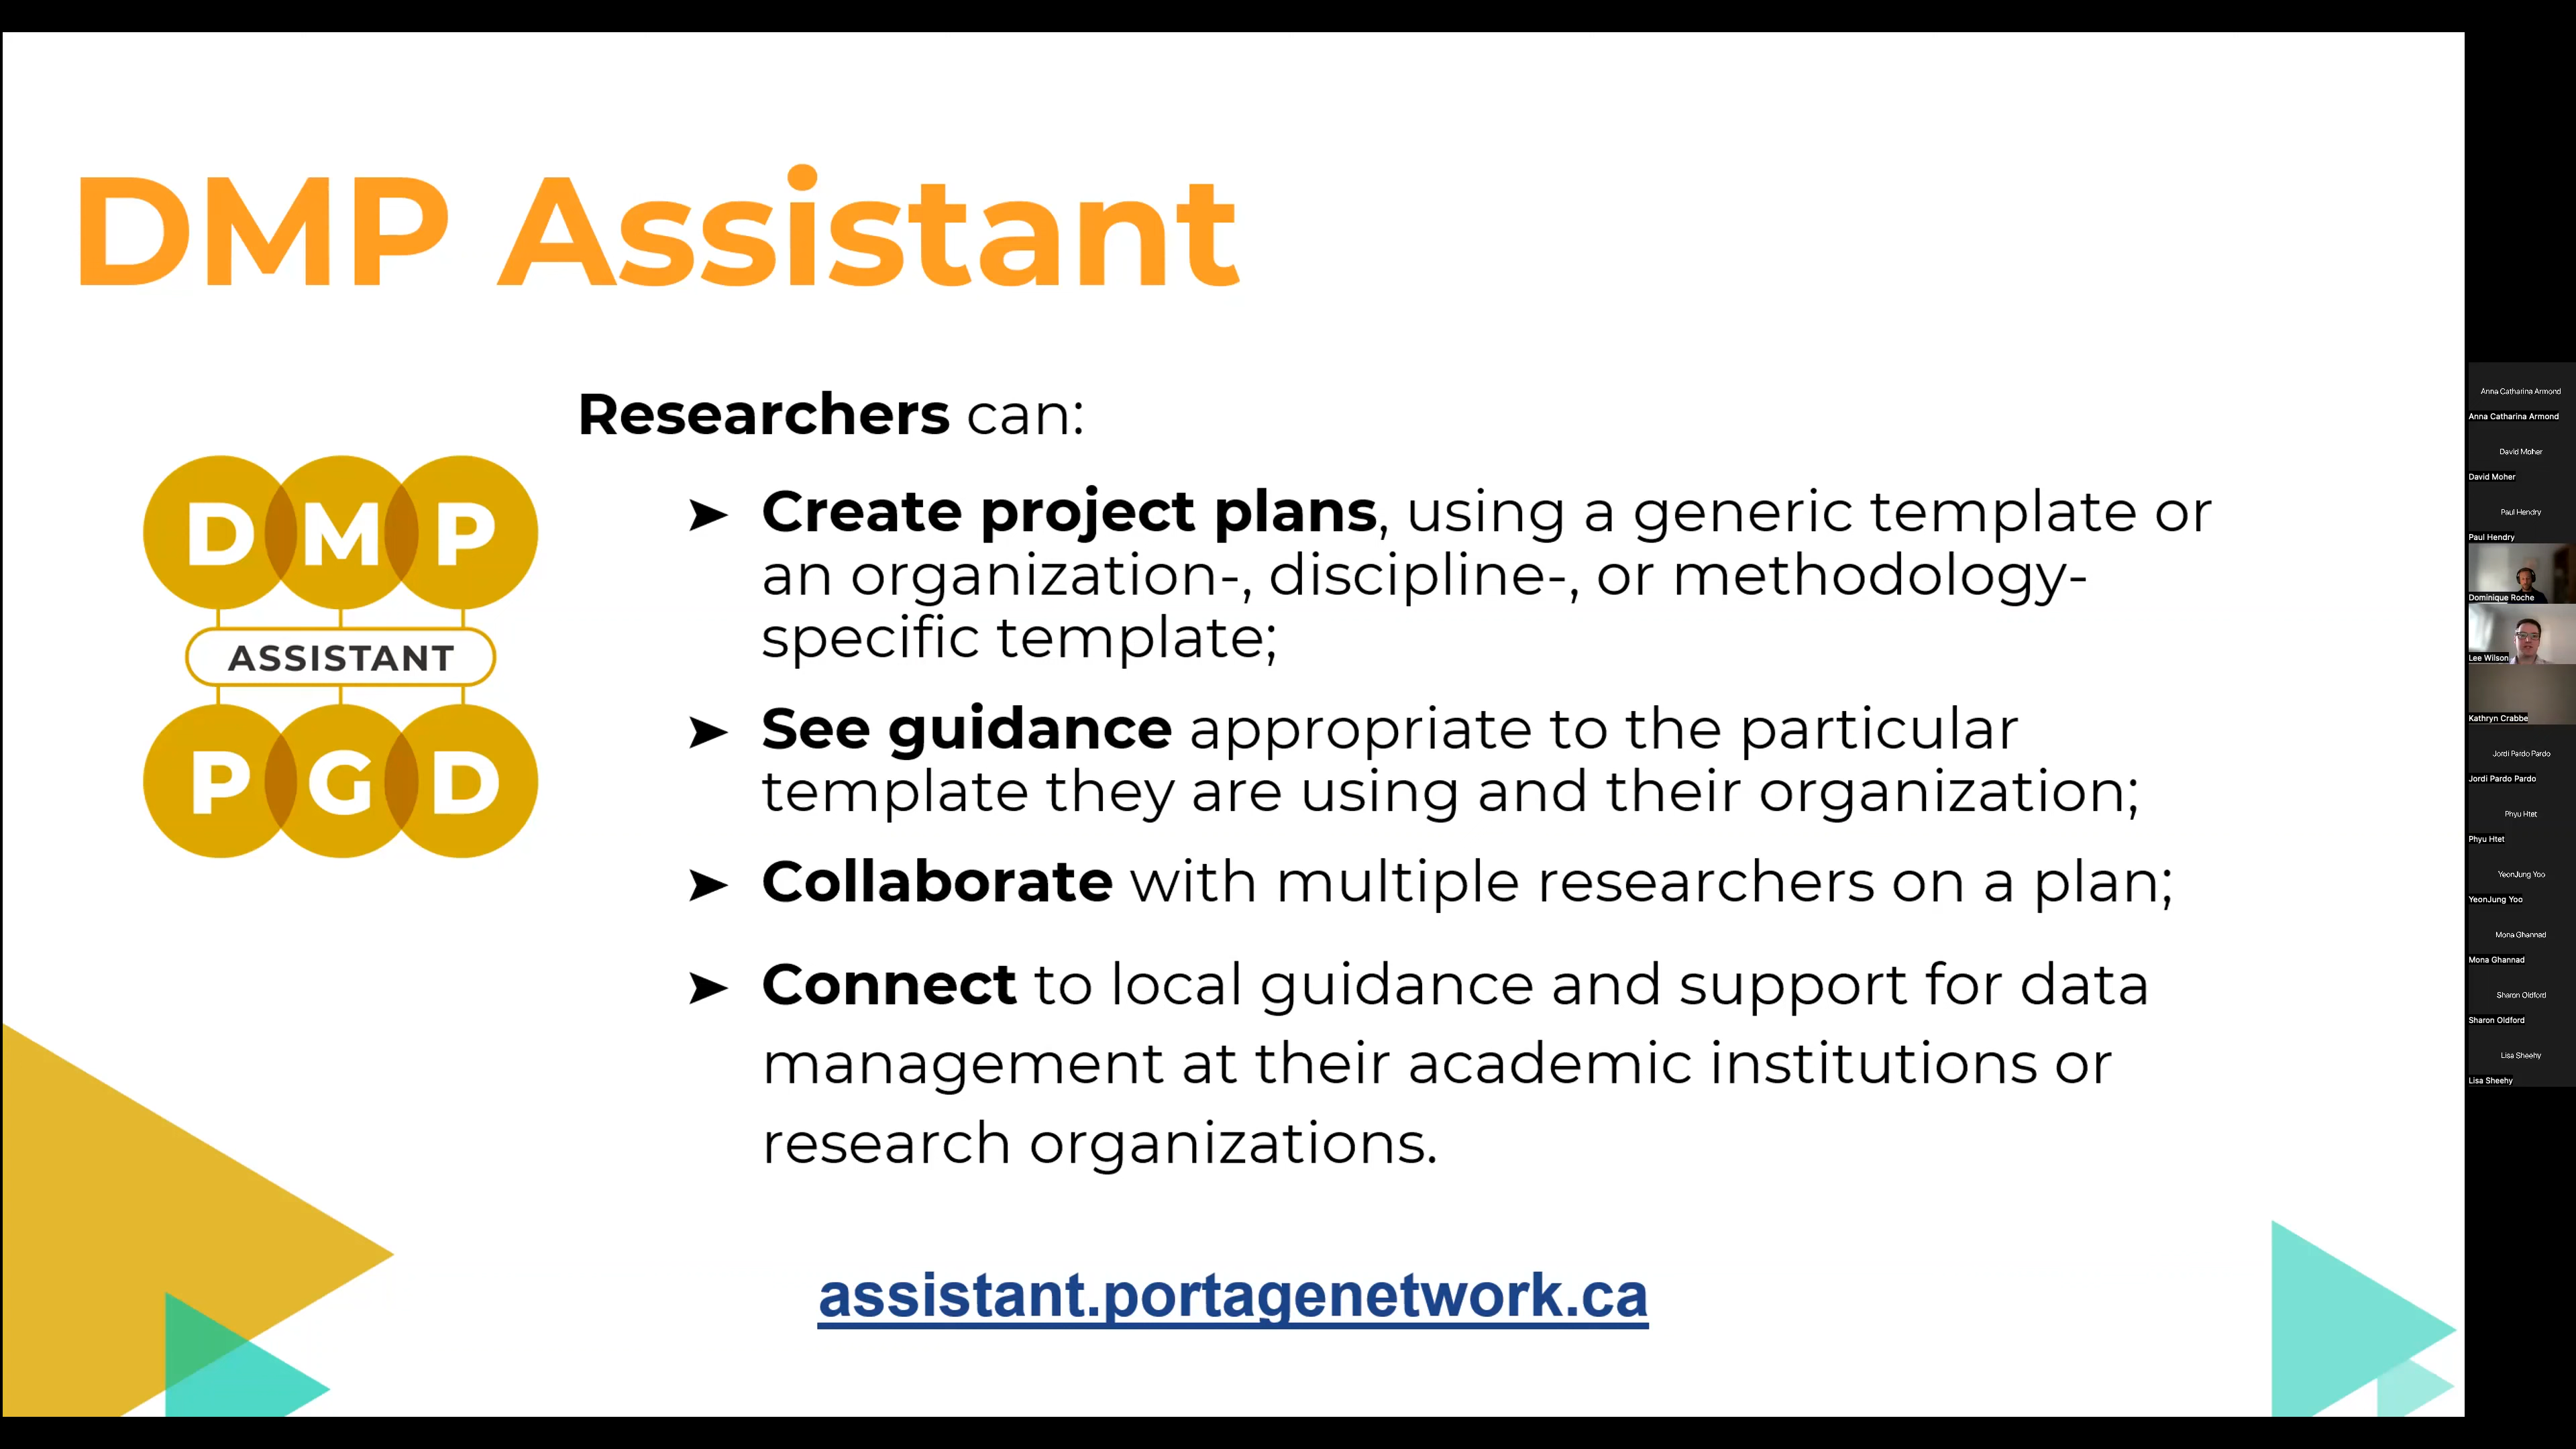 DMP Assistant
Researchers can:
➤ Create project plans, using a generic template or
an organization-, discipline-, or methodology-
specific template;
➤ See guidance appropriate to the particular
template they are using and their organization;
➤ Collaborate with multiple researchers on a plan;
➤ Connect to local guidance and support for data
management at their academic institutions or
research organizations.
DMP
ASSISTANT
PGD
assistant.portagenetwork.ca
Anna Catharina Armond
Anna Catharina Armond
David Moher
David Moher
Paul Hendry
Paul Hendry
Dominique Roche
Lee Wilson
Kathryn Crabbe
Jordi Pardo Pardo
Jordi Pardo Pardo
Phyu Htet
Phyu Htet
YeonJung Yoo
YeonJung Yoo
Mona Ghannad
Mona Ghannad
Sharon Oldford
Sharon Oldford
Lisa Sheehy
Lisa Sheehy